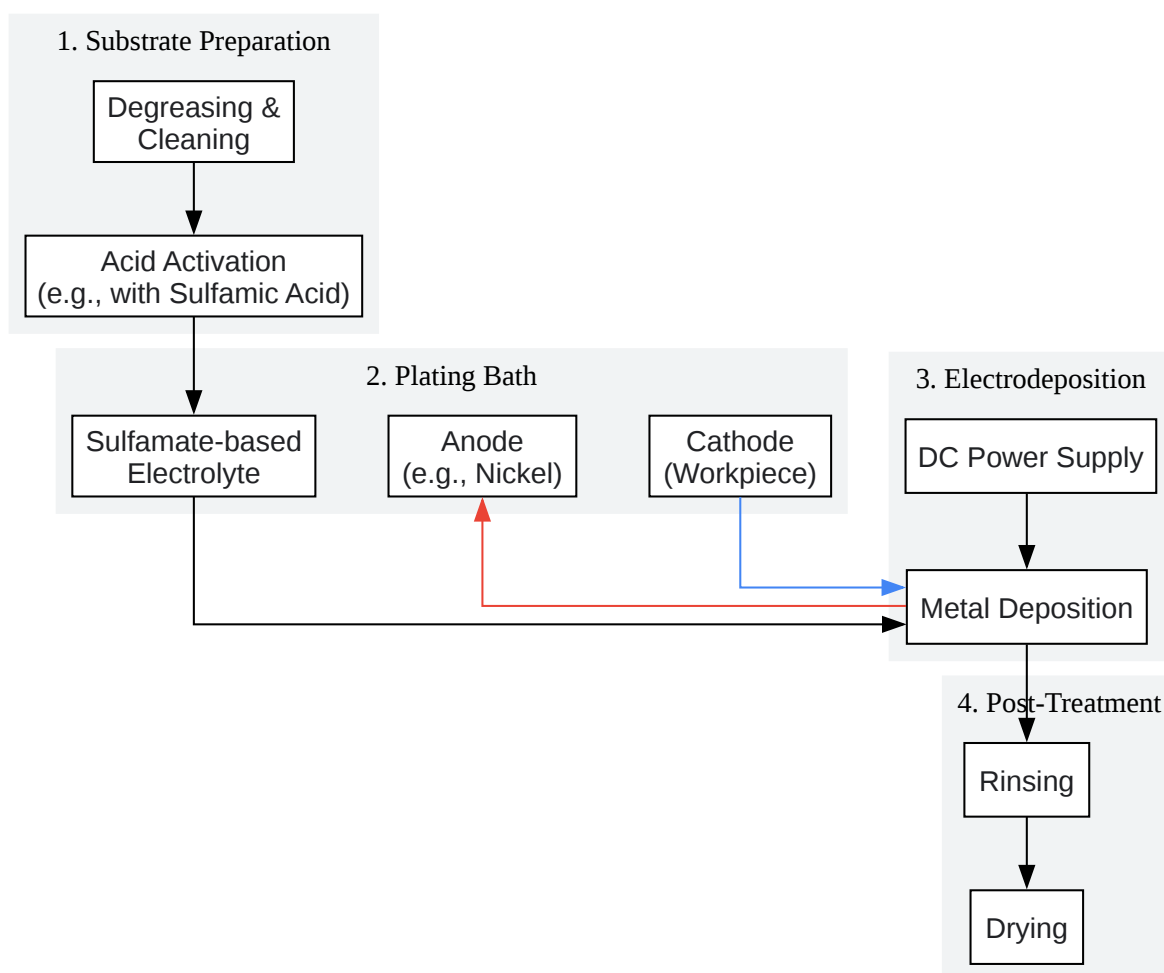 1. Substrate Preparation
Degreasing &
Cleaning
Acid Activation
(e.g., with Sulfamic Acid)
2. Plating Bath
Sulfamate-based
Electrolyte
Anode
(e.g., Nickel)
Cathode
(Workpiece)
3. Electrodeposition
DC Power Supply
Metal Deposition
4. Post-Treatment
Rinsing
Drying